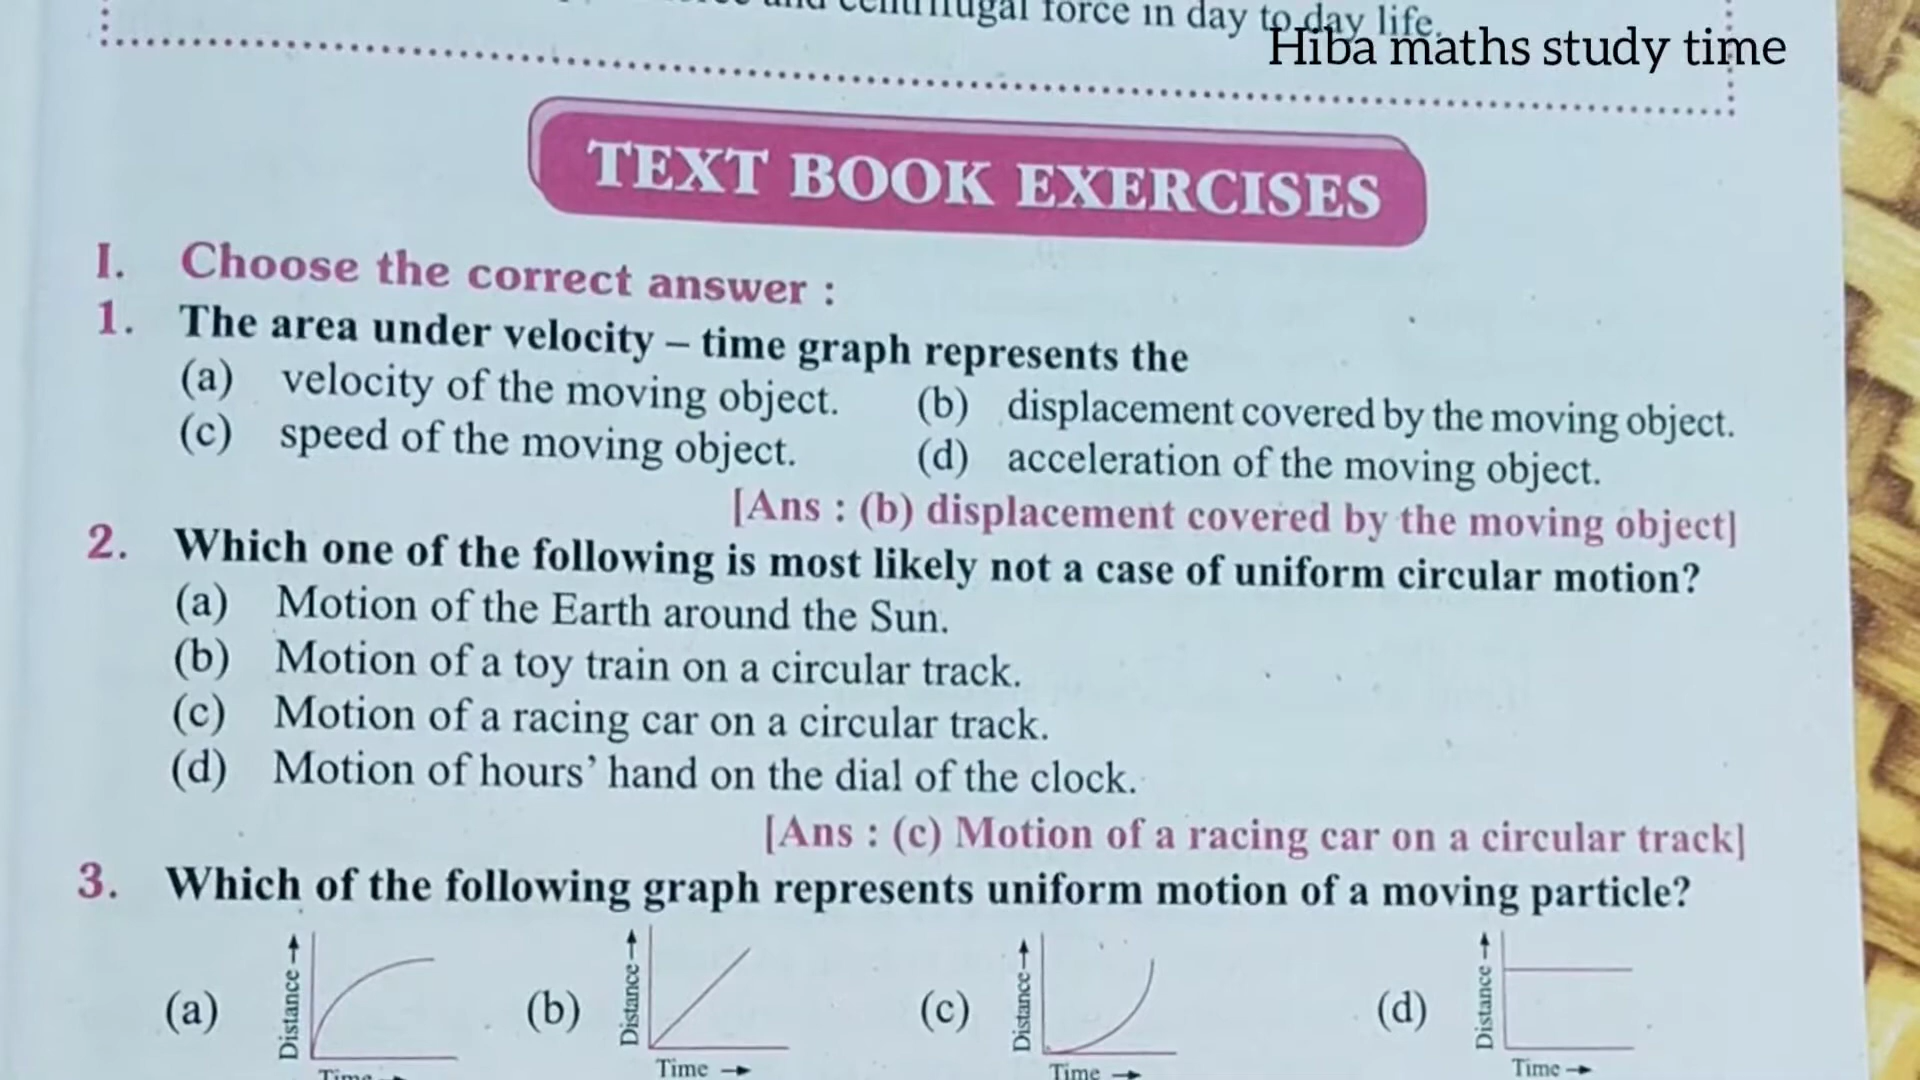 and centrifugal force in day to day life.
Hiba maths study time
TEXT BOOK EXERCISES
I. Choose the correct answer :
1. The area under velocity – time graph represents the
(a) velocity of the moving object. (b) displacement covered by the moving object.
(c) speed of the moving object. (d) acceleration of the moving object.
[Ans : (b) displacement covered by the moving object]
2. Which one of the following is most likely not a case of uniform circular motion?
(a) Motion of the Earth around the Sun.
(b) Motion of a toy train on a circular track.
(c) Motion of a racing car on a circular track.
(d) Motion of hours’ hand on the dial of the clock.
[Ans : (c) Motion of a racing car on a circular track]
3. Which of the following graph represents uniform motion of a moving particle?
(a) Distance (b) Distance (c) Distance (d) Distance
Time Time Time Time